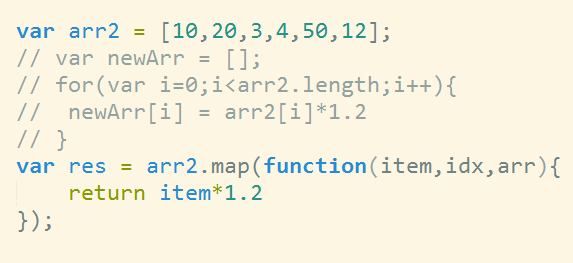 var arr2 = [10,20,3,4,50,12];
// var newArr = [];
// for(var i=0;i<arr2.length;i++){
//  newArr[i] = arr2[i]*1.2
// }
var res = arr2.map(function(item,idx,arr){
    return item*1.2
});